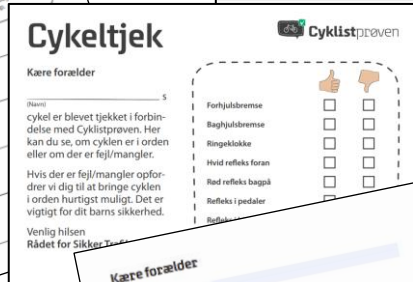 Cykeltjek
Cyklistprøven
Kære forælder
s
(Navn)
cykel er blevet tjekket i forbin-
delse med Cyklistprøven. Her
kan du se, om cyklen er i orden
eller om der er fejl/mangler.
Hvis der er fejl/mangler opfor-
drer vi dig til at bringe cyklen
i orden hurtigst muligt. Det er
vigtigt for dit barns sikkerhed.
Venlig hilsen
Rådet for Sikker
Forhjulsbremse
Baghjulsbremse
Ringeklokke
Hvid refleks foran
Rød refleks bagpå
Refleks i pedaler
Kære forælder